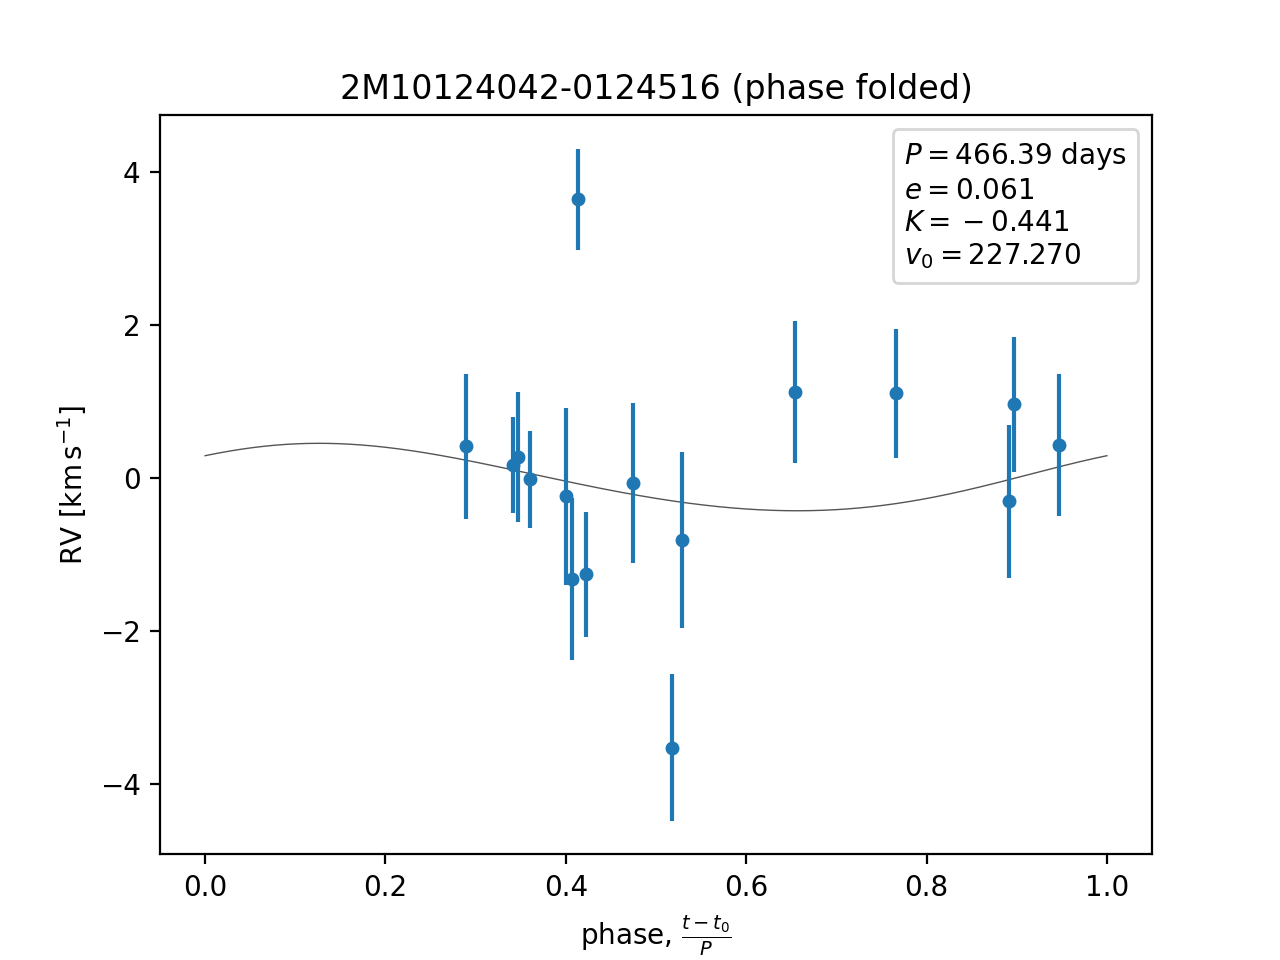 2M10124042-0124516 (phase folded)
P = 466.39 days
e = 0.061
K = −0.441
v₀ = 227.270
RV [km s⁻¹]
4
2
0
−2
−4
0.0 0.2 0.4 0.6 0.8 1.0
phase, (t − t₀)/P